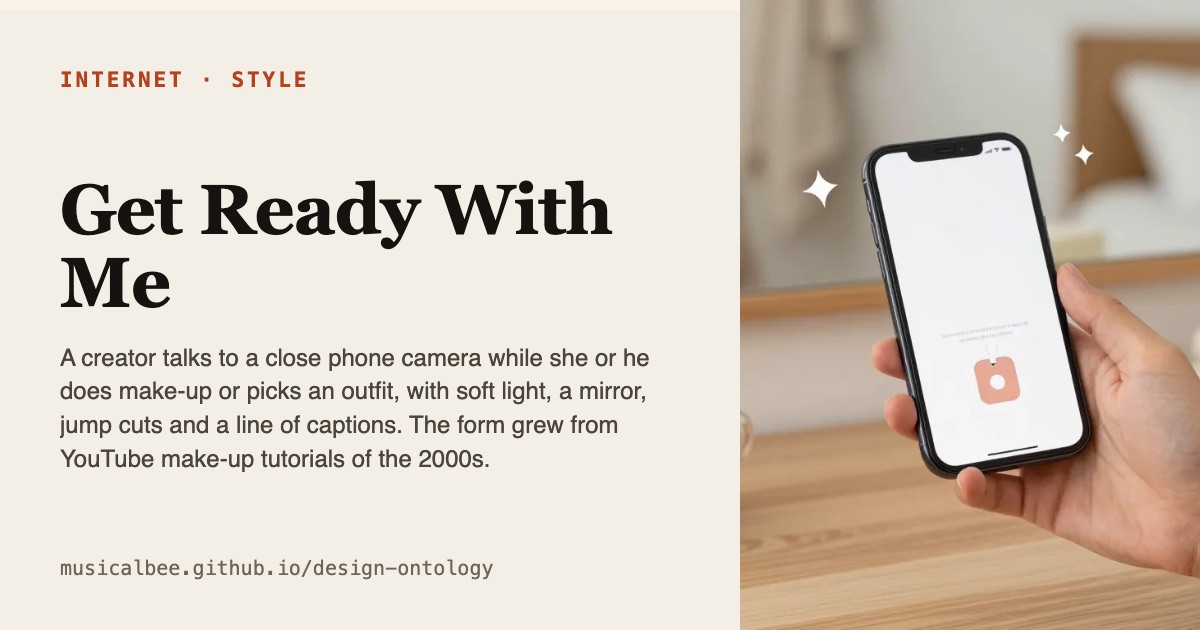 INTERNET · STYLE
Get Ready With
Me
A creator talks to a close phone camera while she or he
does make-up or picks an outfit, with soft light, a mirror,
jump cuts and a line of captions. The form grew from
YouTube make-up tutorials of the 2000s.
musicalbee.github.io/design-ontology